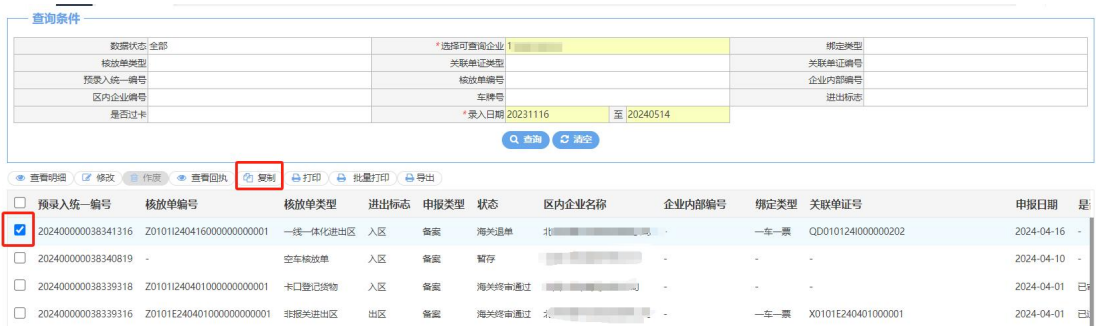 查询条件
数据状态 全部 *选择可查询企业 1 绑定类型
核放单类型 关联单证类型 关联单证编号
预录入统一编号 核放单编号 企业内部编号
区内企业编号 车牌号 进出标志
是否过卡 *录入日期 20231116 至 20240514
查询 清空
查看明细 修改 作废 查看回执 复制 打印 批量打印 导出
预录入统一编号 核放单编号 核放单类型 进出标志 申报类型 状态 区内企业名称 企业内部编号 绑定类型 关联单证号 申报日期 是
202400000038341316 Z0101I240416000000000001 一线一体化进出区 入区 备案 海关退单 北 - 一车一票 QD010124I000000202 2024-04-16 -
202400000038340819 - 空车核放单 入区 备案 暂存 - - - 2024-04-10 -
202400000038339318 Z0101I240401000000000001 卡口登记货物 入区 备案 海关终审通过 司 - - - 2024-04-01 已
202400000038339316 Z0101E240401000000000001 非报关进出区 出区 备案 海关终审通过 - 一车一票 X0101E240401000001 2024-04-01 已